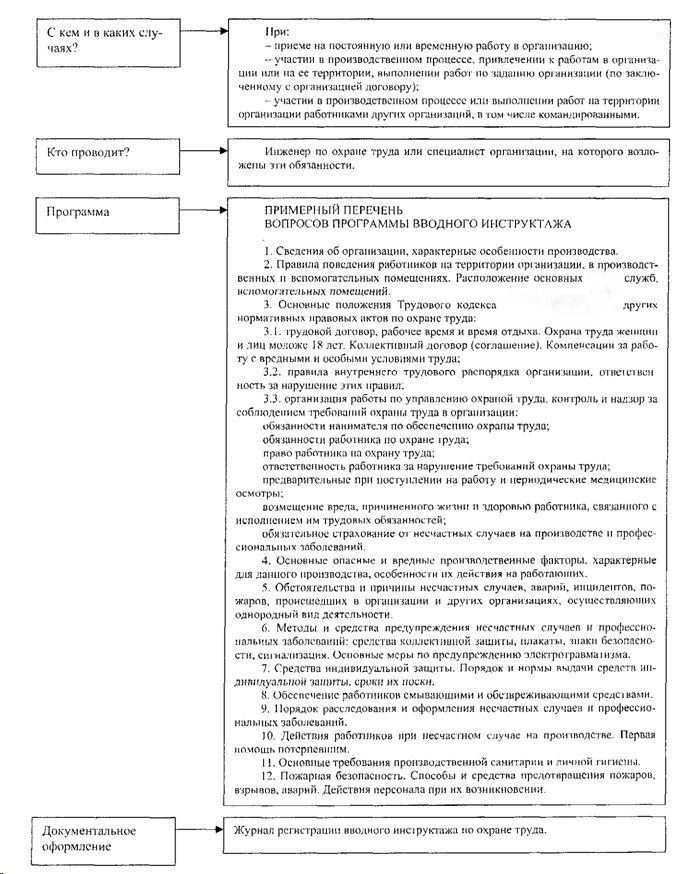 С кем и в каких слу-
чаях?
При:
– приеме на постоянную или временную работу в организацию;
– участии в производственном процессе, привлечении к работам в организа-
ции или на ее территории, выполнении работ по заданию организации (по заклю-
ченному с организацией договору);
– участии в производственном процессе или выполнении работ на территории
организации работниками других организаций, в том числе командированными.
Кто проводит?
Инженер по охране труда или специалист организации, на которого возло-
жены эти обязанности.
Программа
ПРИМЕРНЫЙ ПЕРЕЧЕНЬ
ВОПРОСОВ ПРОГРАММЫ ВВОДНОГО ИНСТРУКТАЖА
1. Сведения об организации, характерные особенности производства.
2. Правила поведения работников на территории организации, в производст-
венных и вспомогательных помещениях. Расположение основных служб,
вспомогательных помещений.
3. Основные положения Трудового кодекса других
нормативных правовых актов по охране труда:
3.1. трудовой договор, рабочее время и время отдыха. Охрана труда женщин
и лиц моложе 18 лет. Коллективный договор (соглашение). Компенсации за рабо-
ту с вредными и особыми условиями труда;
3.2. правила внутреннего трудового распорядка организации, ответствен
ность за нарушение этих правил;
3.3. организация работы по управлению охраной труда, контроль и надзор за
соблюдением требований охраны труда в организации:
обязанности нанимателя по обеспечению охраны труда;
обязанности работника по охране труда;
право работника на охрану труда;
ответственность работника за нарушение требований охраны труда;
предварительные при поступлении на работу и периодические медицинские
осмотры;
возмещение вреда, причиненного жизни и здоровью работника, связанного с
исполнением им трудовых обязанностей;
обязательное страхование от несчастных случаев на производстве и профес-
сиональных заболеваний.
4. Основные опасные и вредные производственные факторы, характерные
для данного производства, особенности их действия на работающих.
5. Обстоятельства и причины несчастных случаев, аварий, инцидентов, по-
жаров, происшедших в организации и других организациях, осуществляющих
однородный вид деятельности.
6. Методы и средства предупреждения несчастных случаев и профессио-
нальных заболеваний: средства коллективной защиты, плакаты, знаки безопасно-
сти, сигнализация. Основные меры по предупреждению электротравматизма.
7. Средства индивидуальной защиты. Порядок и нормы выдачи средств ин-
дивидуальной защиты, сроки их носки.
8. Обеспечение работников смывающими и обезвреживающими средствами.
9. Порядок расследования и оформления несчастных случаев и профессио-
нальных заболеваний.
10. Действия работников при несчастном случае на производстве. Первая
помощь потерпевшим.
11. Основные требования производственной санитарии и личной гигиены.
12. Пожарная безопасность. Способы и средства предотвращения пожаров,
взрывов, аварий. Действия персонала при их возникновении.
Документальное
оформление
Журнал регистрации вводного инструктажа по охране труда.